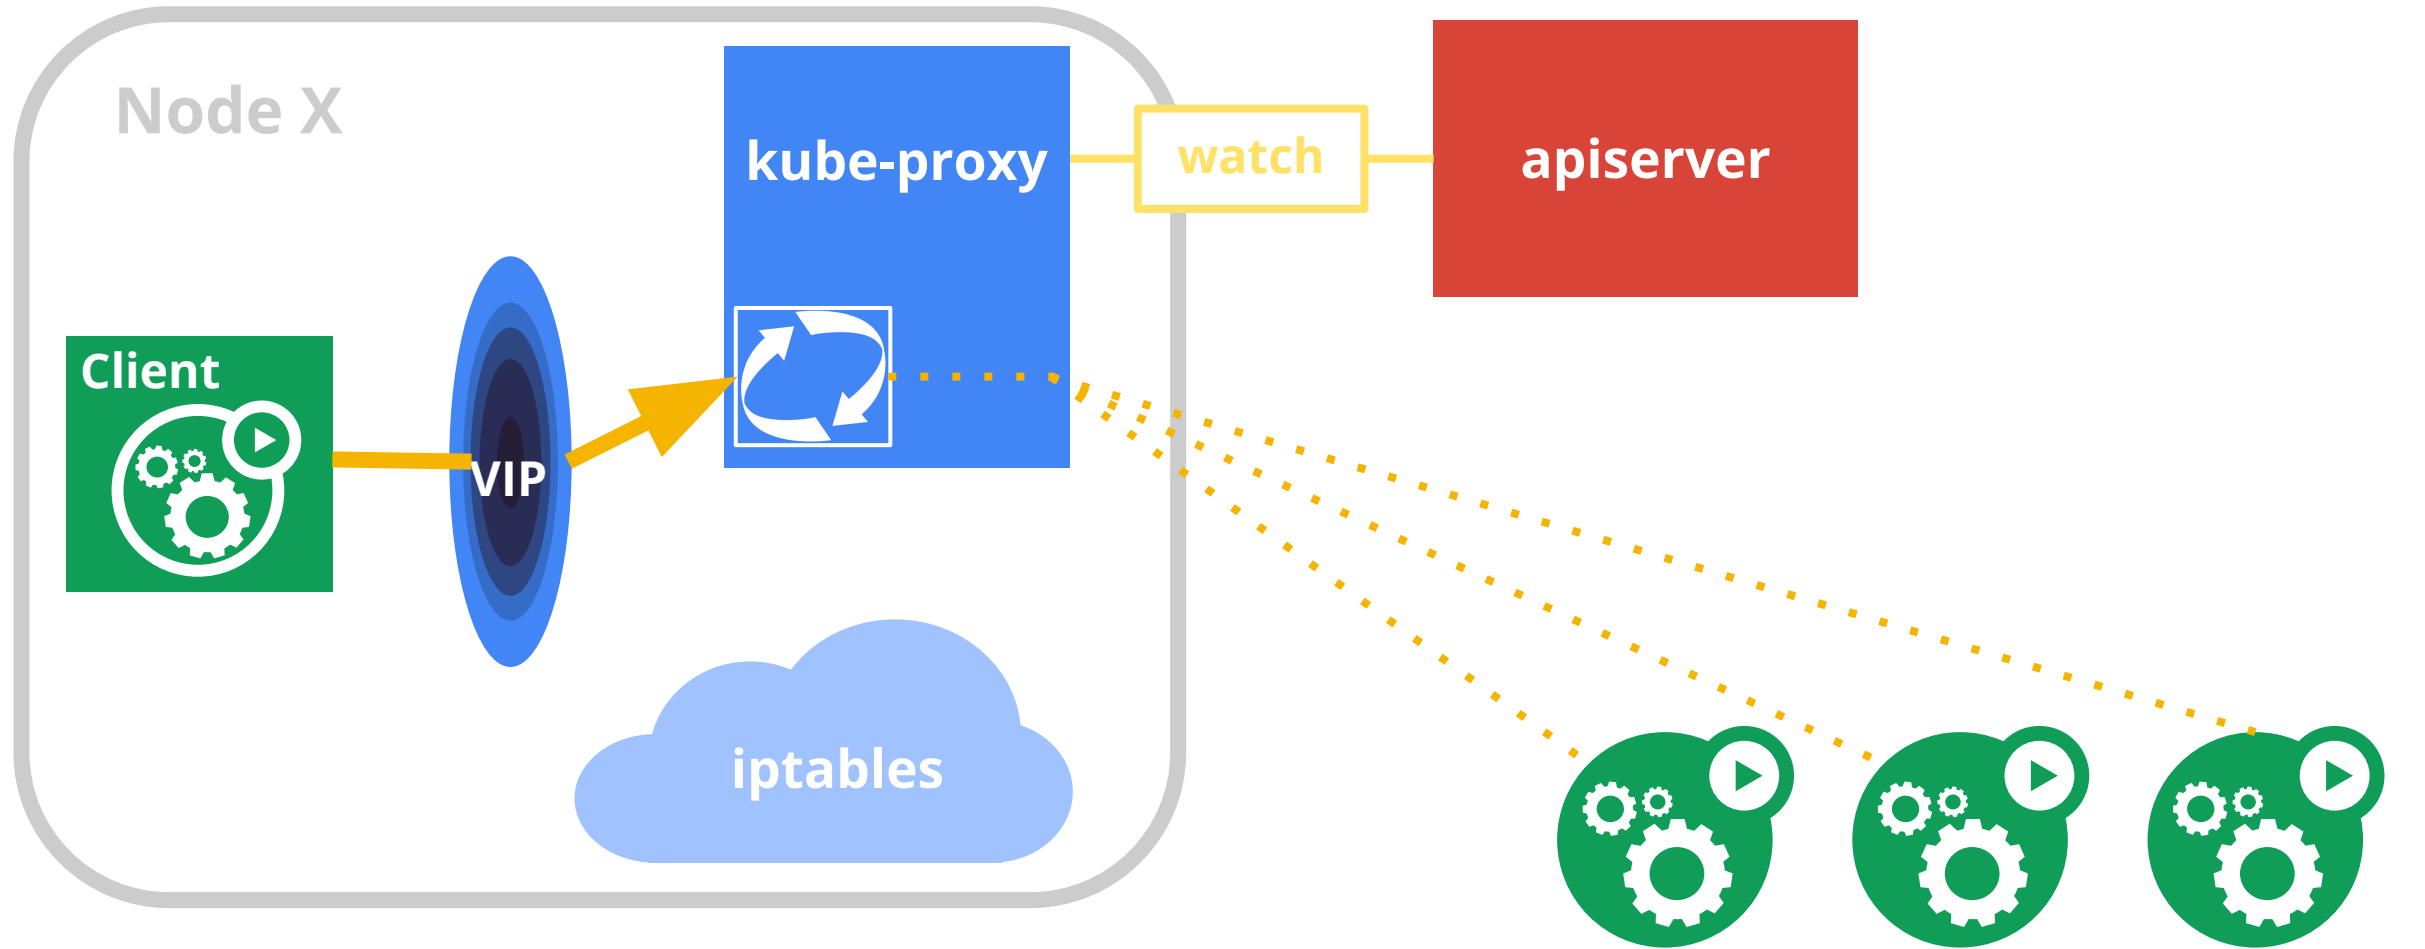 Node X
kube-proxy
watch
apiserver
Client
VIP
iptables